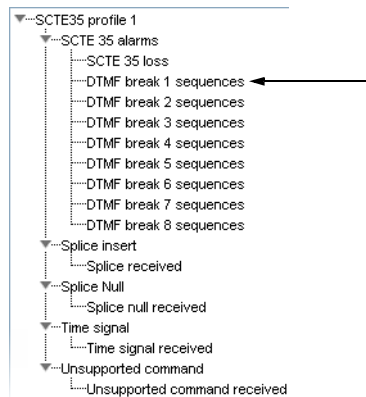 SCTE35 profile 1
SCTE 35 alarms
SCTE 35 loss
DTMF break 1 sequences
DTMF break 2 sequences
DTMF break 3 sequences
DTMF break 4 sequences
DTMF break 5 sequences
DTMF break 6 sequences
DTMF break 7 sequences
DTMF break 8 sequences
Splice insert
Splice received
Splice Null
Splice null received
Time signal
Time signal received
Unsupported command
Unsupported command received